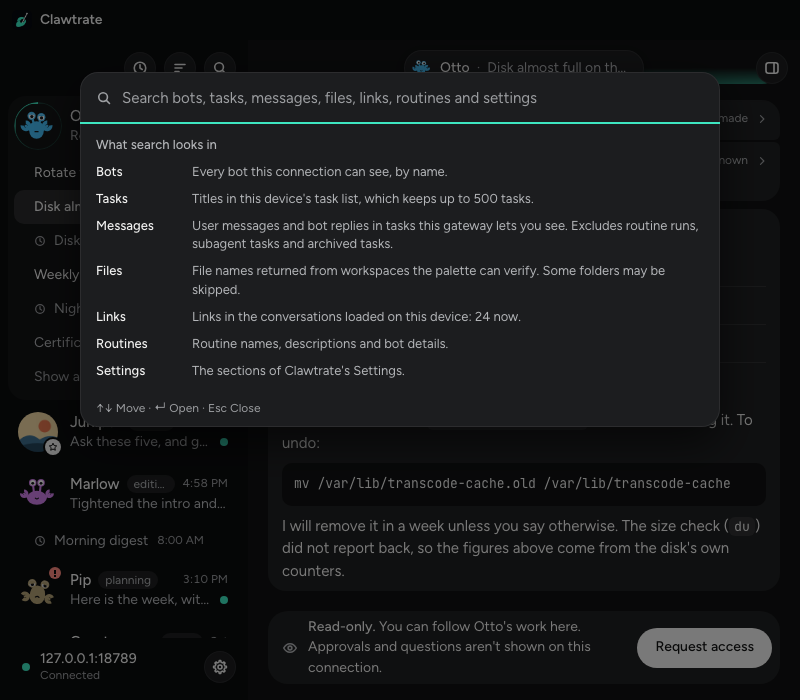 Clawtrate
Otto · Disk almost full on th...
Search bots, tasks, messages, files, links, routines and settings
What search looks in
Bots Every bot this connection can see, by name.
Tasks Titles in this device's task list, which keeps up to 500 tasks.
Messages User messages and bot replies in tasks this gateway lets you see. Excludes routine runs,
subagent tasks and archived tasks.
Files File names returned from workspaces the palette can verify. Some folders may be
skipped.
Links Links in the conversations loaded on this device: 24 now.
Routines Routine names, descriptions and bot details.
Settings The sections of Clawtrate's Settings.
↑↓ Move · ↵ Open · Esc Close
Rotate
Disk
Weekly
Show a
Ask these five, and g...
Marlow editi... 4:58 PM
Tightened the intro and...
Morning digest 8:00 AM
Pip planning 3:10 PM
Here is the week, wit...
127.0.0.1:18789
Connected
made
it. To
undo:
mv /var/lib/transcode-cache.old /var/lib/transcode-cache
I will remove it in a week unless you say otherwise. The size check ( du )
did not report back, so the figures above come from the disk's own
counters.
Read-only. You can follow Otto's work here.
Approvals and questions aren't shown on this
connection.
Request access